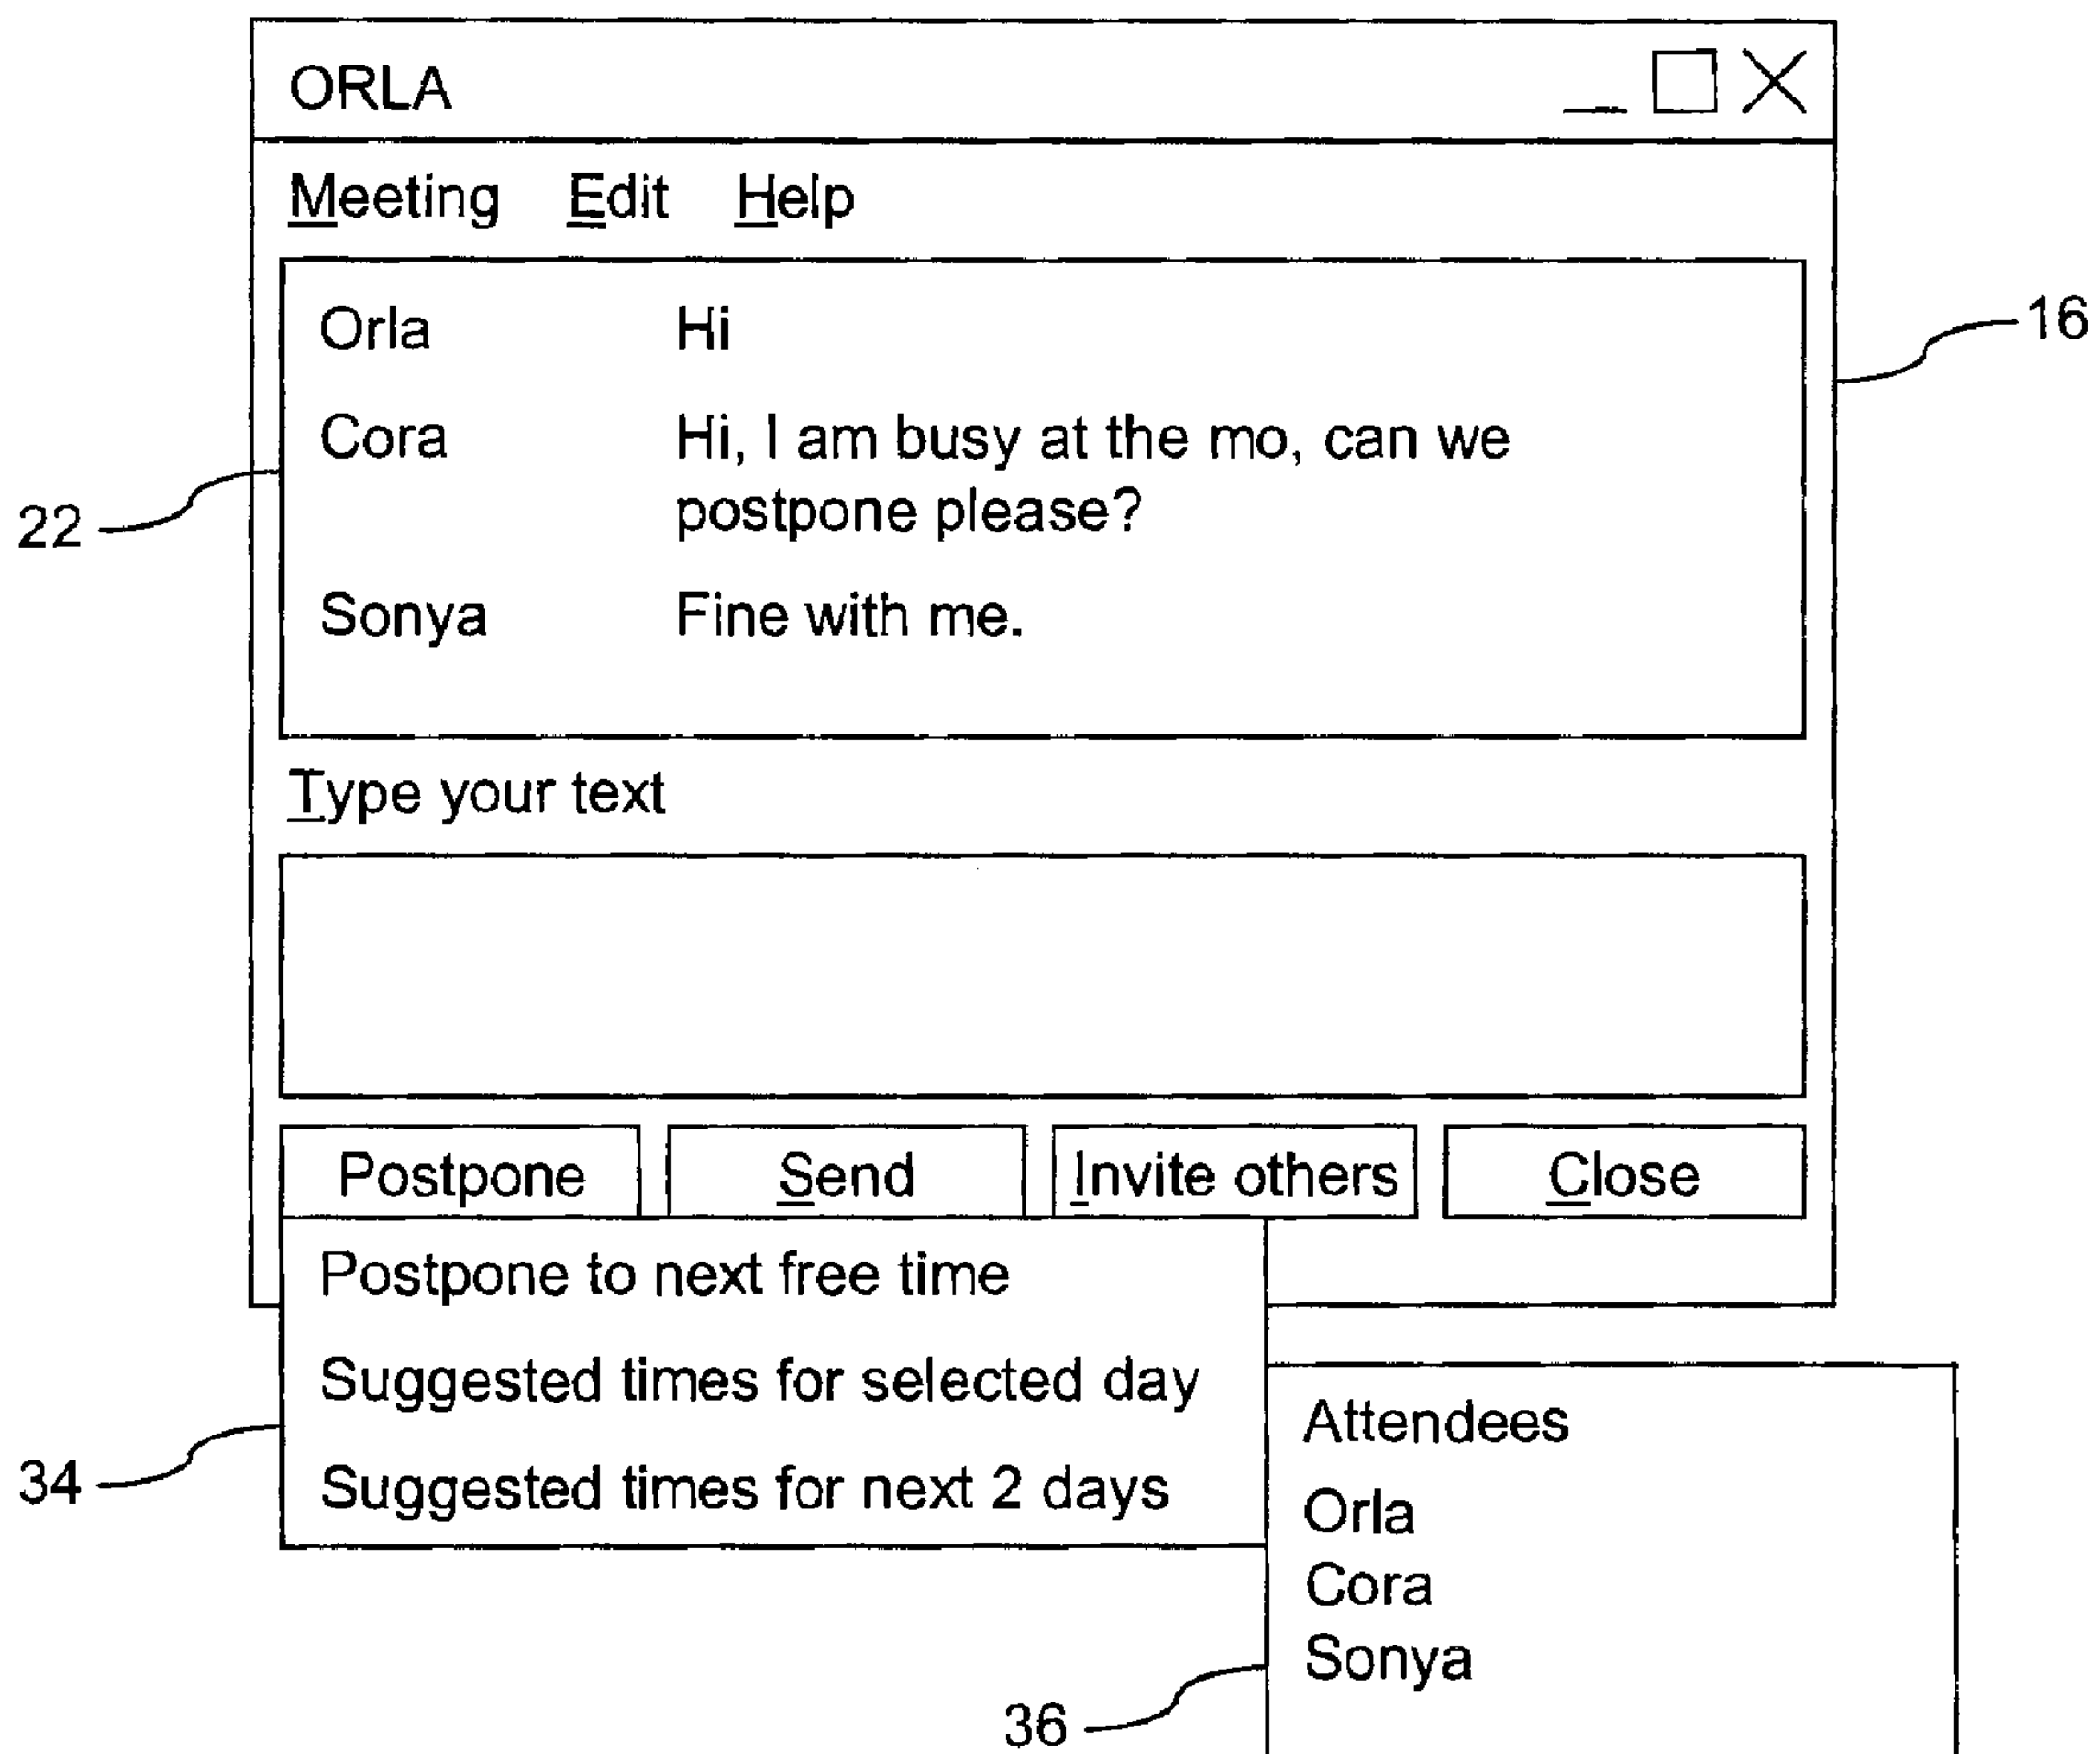 ORLA
Meeting Edit Help
Orla Hi
16
Cora Hi, I am busy at the mo, can we
postpone please?
22
Sonya Fine with me.
Type your text
Postpone Send Invite others Close
Postpone to next free time
Suggested times for selected day
34
Suggested times for next 2 days
Attendees
Orla
Cora
Sonya
36